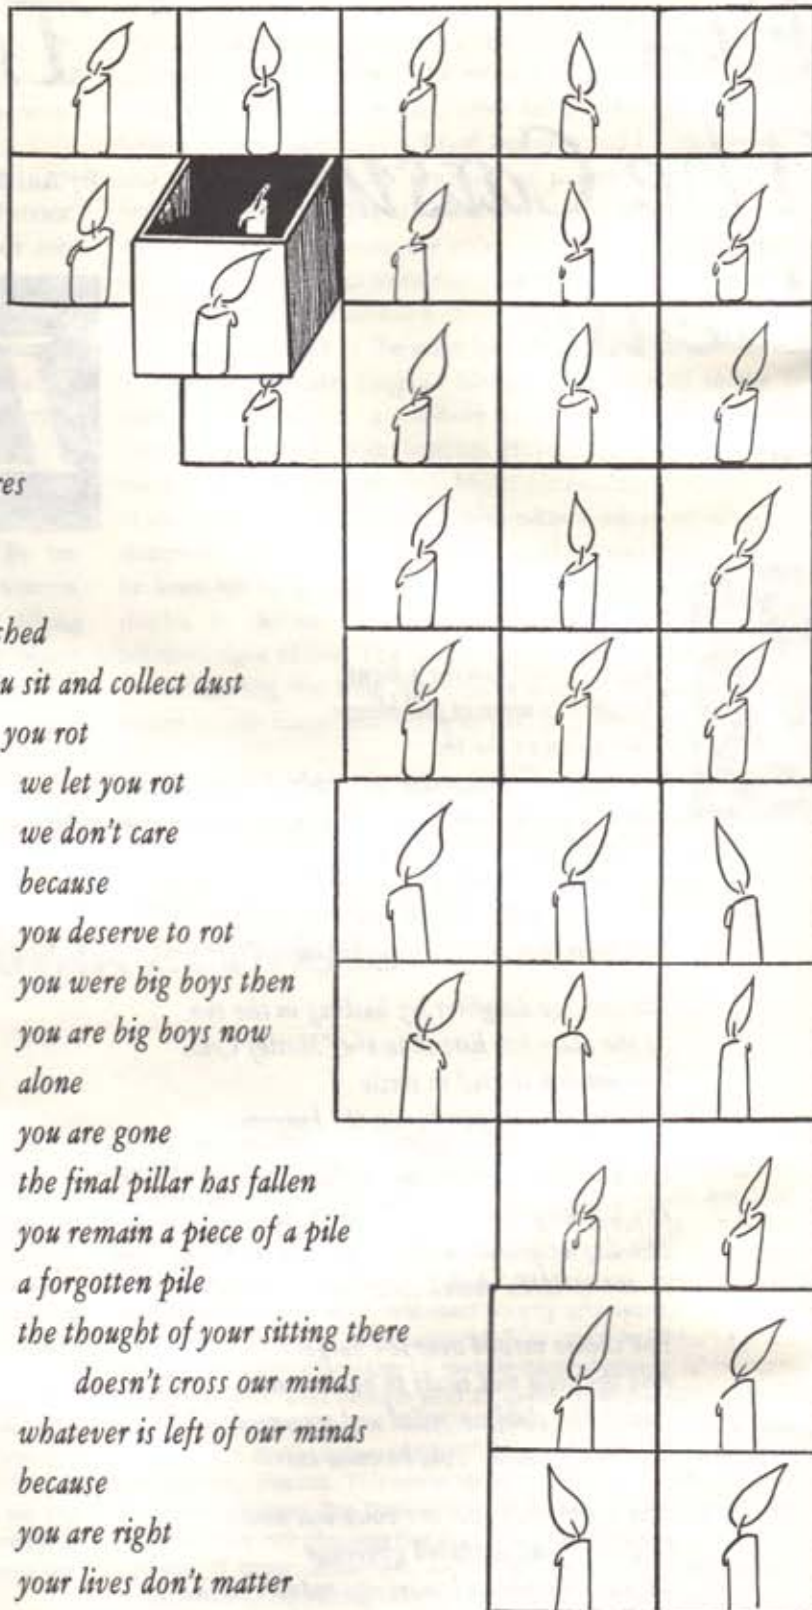 res
shed
u sit and collect dust
you rot
we let you rot
we don't care
because
you deserve to rot
you were big boys then
you are big boys now
alone
you are gone
the final pillar has fallen
you remain a piece of a pile
a forgotten pile
the thought of your sitting there
doesn't cross our minds
whatever is left of our minds
because
you are right
your lives don't matter